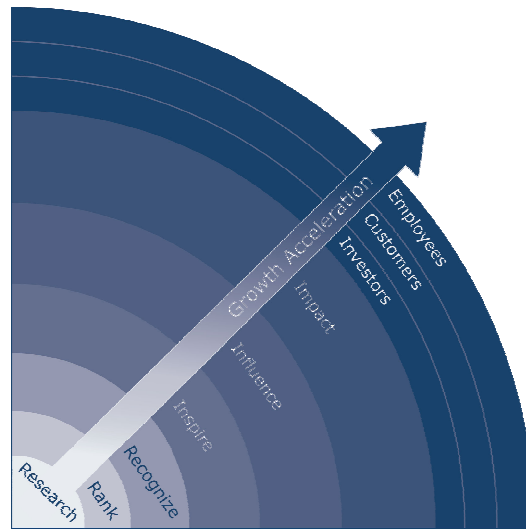 Growth Acceleration
Employees
Customers
Investors
Impact
Influence
Inspire
Recognize
Rank
Research